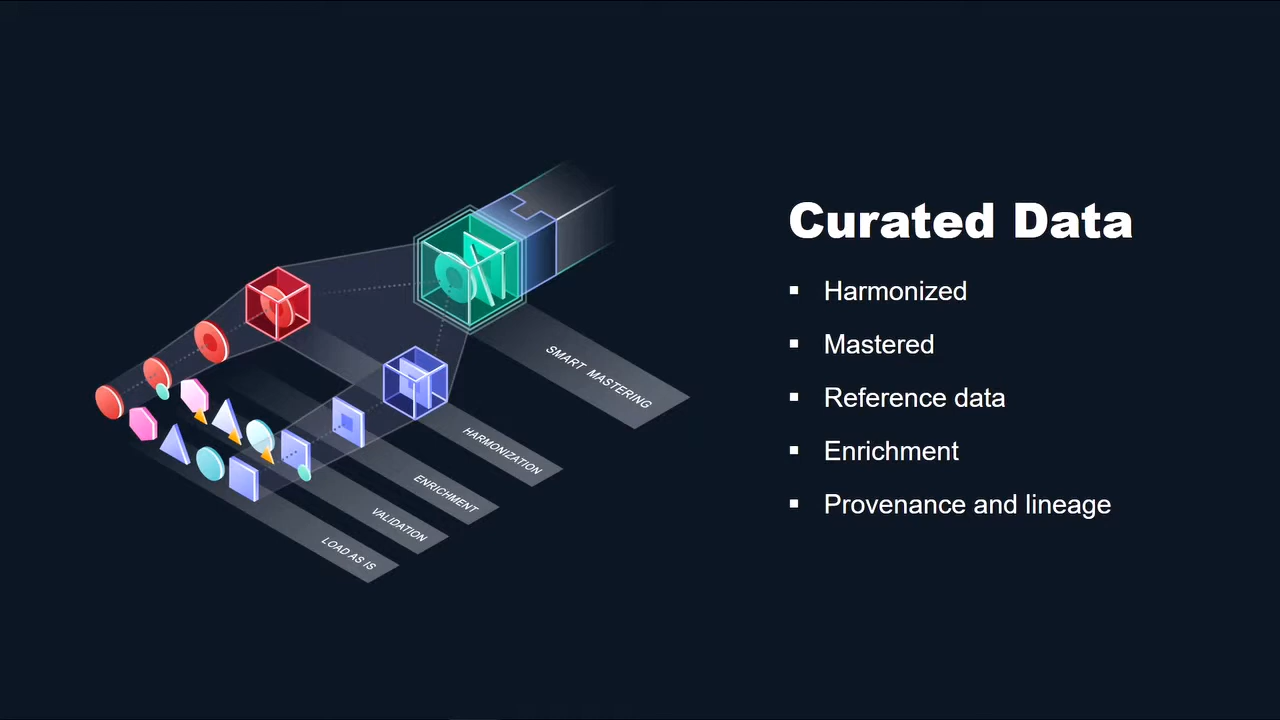 Curated Data
▪ Harmonized
▪ Mastered
▪ Reference data
▪ Enrichment
▪ Provenance and lineage
SMART MASTERING
HARMONIZATION
ENRICHMENT
VALIDATION
LOAD AS IS